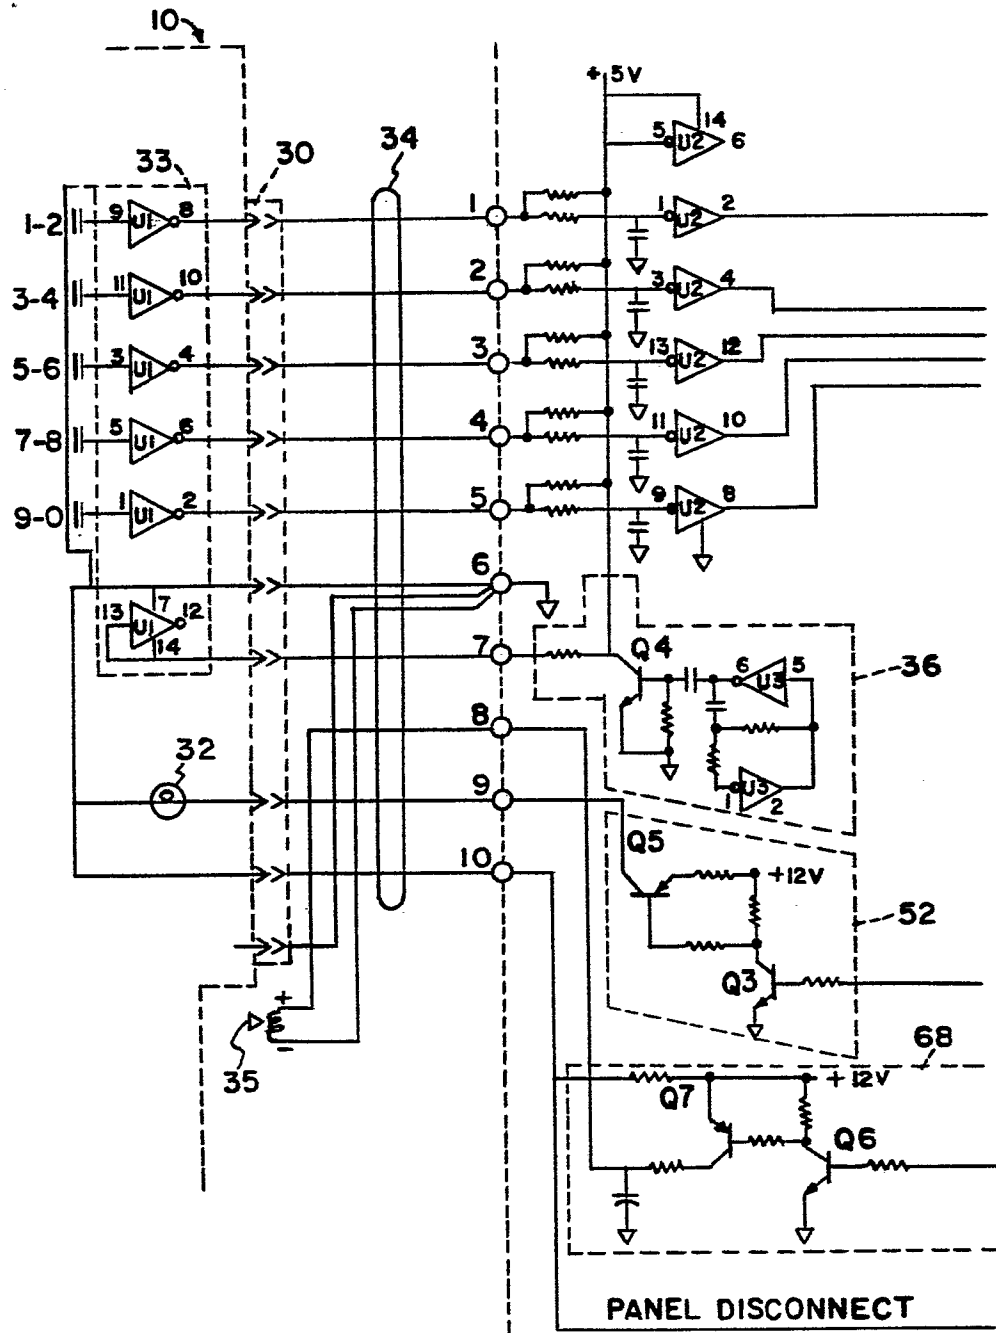 10
+5V
14
5 U2 6
34
33 30
1-2 9 U1 8 1 1 U2 2
3-4 11 U1 10 2 3 U2 4
5-6 3 U1 4 3 13 U2 12
7-8 5 U1 6 4 11 U2 10
9-0 1 U1 2 5 9 U2 8
6
7
13 U1 12
14
7 Q4 6 U3 5 36
8
32
1 U3 2
9
Q5
10
+12V
52
Q3
+
35
-
68
+12V
Q7
Q6
PANEL DISCONNECT